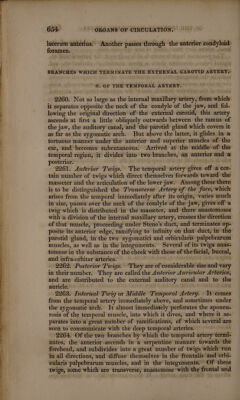 654 ORGANS OF CIRCULATION.
lacerum anterius. Another passes through the anterior condyloid
foramen.
BRANCHES WHICH TERMINATE THE EXTERNAL CAROTID ARTERY.
C. OF THE TEMPORAL ARTERY.
2260. Not so large as the internal maxillary artery, from which
it separates opposite the neck of the condyle of the jaw, and fol-
lowing the original direction of the external carotid, this artery
ascends at first a little obliquely outwards between the ramus of
the jaw, the auditory canal, and the parotid gland which covers it
as far as the zygomatic arch. But above the latter, it glides in a
tortuous manner under the anterior and superior muscles of the
ear, and becomes subcutaneous. Arrived at the middle of the
temporal region, it divides into two branches, an anterior and a
posterior.
2261. Anterior Twigs. The temporal artery gives off a cer-
tain number of twigs which direct themselves forward toward the
masseter and the articulation of the lower jaw. Among these there
is to be distinguished the Transverse Artery of the face, which
arises from the temporal immediately after its origin, varies much
in size, passes over the neck of the condyle of the jaw, gives off a
twig which is distributed in the masseter, and there anastomoses
with a division of the internal maxillary artery, crosses the direction
of that muscle, proceeding under Steno's duct, and terminates op-
posite its anterior edge, ramifying to infinity on that duct, in the
parotid gland, in the two zygomatic and orbicularis palpebrarum
muscles, as well as in the integuments. Several of its twigs anas-
tomose in the substance of the cheek with those of the facial, buccal,
and infra-orbitar arteries.
2262. Posterior Twigs. They are of considerable size and vary
in their number. They are called the Anterior Auricular Arteries,
and are distributed to the external auditory canal and to the
auricle.
2263. Internal Twig or Middle Temporal Artery. It comes
from the temporal artery immediately above, and sometimes under
the zygomatic arch. It almost immediately perforates the aponeu-
rosis of the temporal muscle, into which it dives, and where it se-
parates into a great number of ramifications, of which several are
seen to communicate with the deep temporal arteries.
2264. Of the two branches by which the temporal artery termi-
nates, the anterior ascends in a serpentine manner towards the
forehead, and subdivides into a great number of twigs which run
in all directions, and diffuse themselves in the frontalis and orbi-
cularis palpebrarum muscles, and in the integuments. Of these
twigs, some which are transverse, anastomose with the frontal and